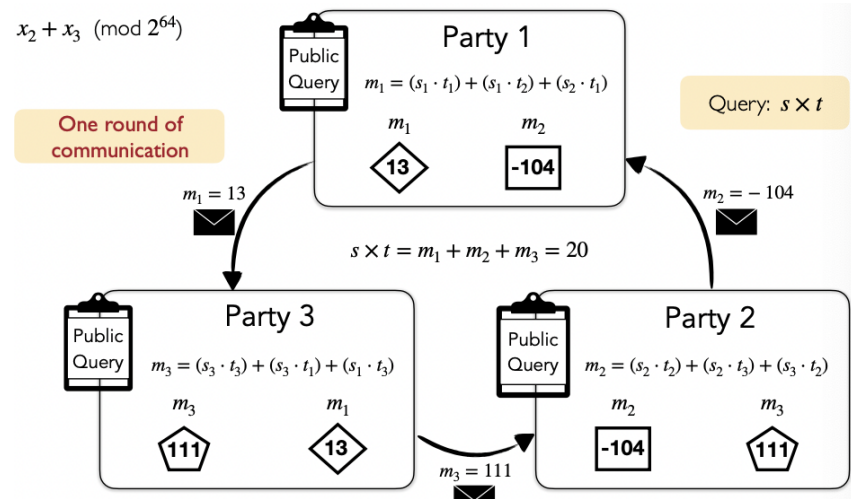 x₂ + x₃ (mod 2⁶⁴)
Party 1
Public
Query
m₁ = (s₁ · t₁) + (s₁ · t₂) + (s₂ · t₁)
Query: s × t
One round of
communication
m₁ m₂
13 -104
m₁ = 13
m₂ = − 104
s × t = m₁ + m₂ + m₃ = 20
Party 3
Public
Query
m₃ = (s₃ · t₃) + (s₃ · t₁) + (s₁ · t₃)
m₃ m₁
111 13
Party 2
Public
Query
m₂ = (s₂ · t₂) + (s₂ · t₃) + (s₃ · t₂)
m₂ m₃
-104 111
m₃ = 111